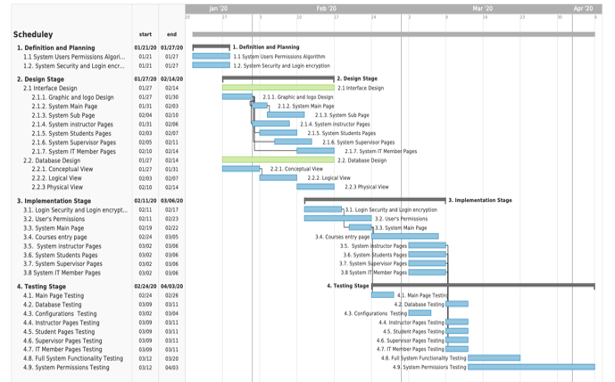 Jan '20 Feb '20 Mar '20 Apr '20
20 27 3 10 17 24 2 9 16 23 30 6
Scheduley start end
1. Definition and Planning 01/21/20 01/27/20 1. Definition and Planning
1.1 System Users Permissions Algori... 01/21 01/27 1.1 System Users Permissions Algorithm
1.2. System Security and Login encr... 01/21 01/27 1.2. System Security and Login encryption
2. Design Stage 01/27/20 02/14/20 2. Design Stage
2.1 Interface Design 01/27 02/14 2.1 Interface Design
2.1.1. Graphic and logo Design 01/27 01/30 2.1.1. Graphic and logo Design
2.1.2. System Main Page 01/31 02/03 2.1.2. System Main Page
2.1.3. System Sub Page 02/04 02/10 2.1.3. System Sub Page
2.1.4. System instructor Pages 01/31 02/06 2.1.4. System instructor Pages
2.1.5. System Students Pages 02/03 02/07 2.1.5. System Students Pages
2.1.6. System Supervisor Pages 02/05 02/11 2.1.6. System Supervisor Pages
2.1.7. System IT Member Pages 02/10 02/14 2.1.7. System IT Member Pages
2.2. Database Design 01/27 02/14 2.2. Database Design
2.2.1. Conceptual View 01/27 01/31 2.2.1. Conceptual View
2.2.2. Logical View 02/03 02/07 2.2.2. Logical View
2.2.3 Physical View 02/10 02/14 2.2.3 Physical View
3. Implementation Stage 02/11/20 03/06/20 3. Implementation Stage
3.1. Login Security and Login encrypt... 02/11 02/17 3.1. Login Security and Login encryption
3.2. User's Permissions 02/11 02/23 3.2. User's Permissions
3.3. System Main Page 02/19 02/22 3.3. System Main Page
3.4. Courses entry page 02/24 03/05 3.4. Courses entry page
3.5. System instructor Pages 03/02 03/06 3.5. System instructor Pages
3.6. System Students Pages 03/02 03/06 3.6. System Students Pages
3.7. System Supervisor Pages 03/02 03/06 3.7. System Supervisor Pages
3.8 System IT Member Pages 03/02 03/06 3.8 System IT Member Pages
4. Testing Stage 02/24/20 04/03/20 4. Testing Stage
4.1. Main Page Testing 02/24 02/26 4.1. Main Page Testing
4.2. Database Testing 03/09 03/11 4.2. Database Testing
4.3. Configurations Testing 03/02 03/04 4.3. Configurations Testing
4.4. Instructor Pages Testing 03/09 03/11 4.4. Instructor Pages Testing
4.5. Student Pages Testing 03/09 03/11 4.5. Student Pages Testing
4.6. Supervisor Pages Testing 03/09 03/11 4.6. Supervisor Pages Testing
4.7. IT Member Pages Testing 03/09 03/11 4.7. IT Member Pages Testing
4.8. Full System Functionality Testing 03/12 03/20 4.8. Full System Functionality Testing
4.9. System Permissions Testing 03/12 04/03 4.9. System Permissions Testing